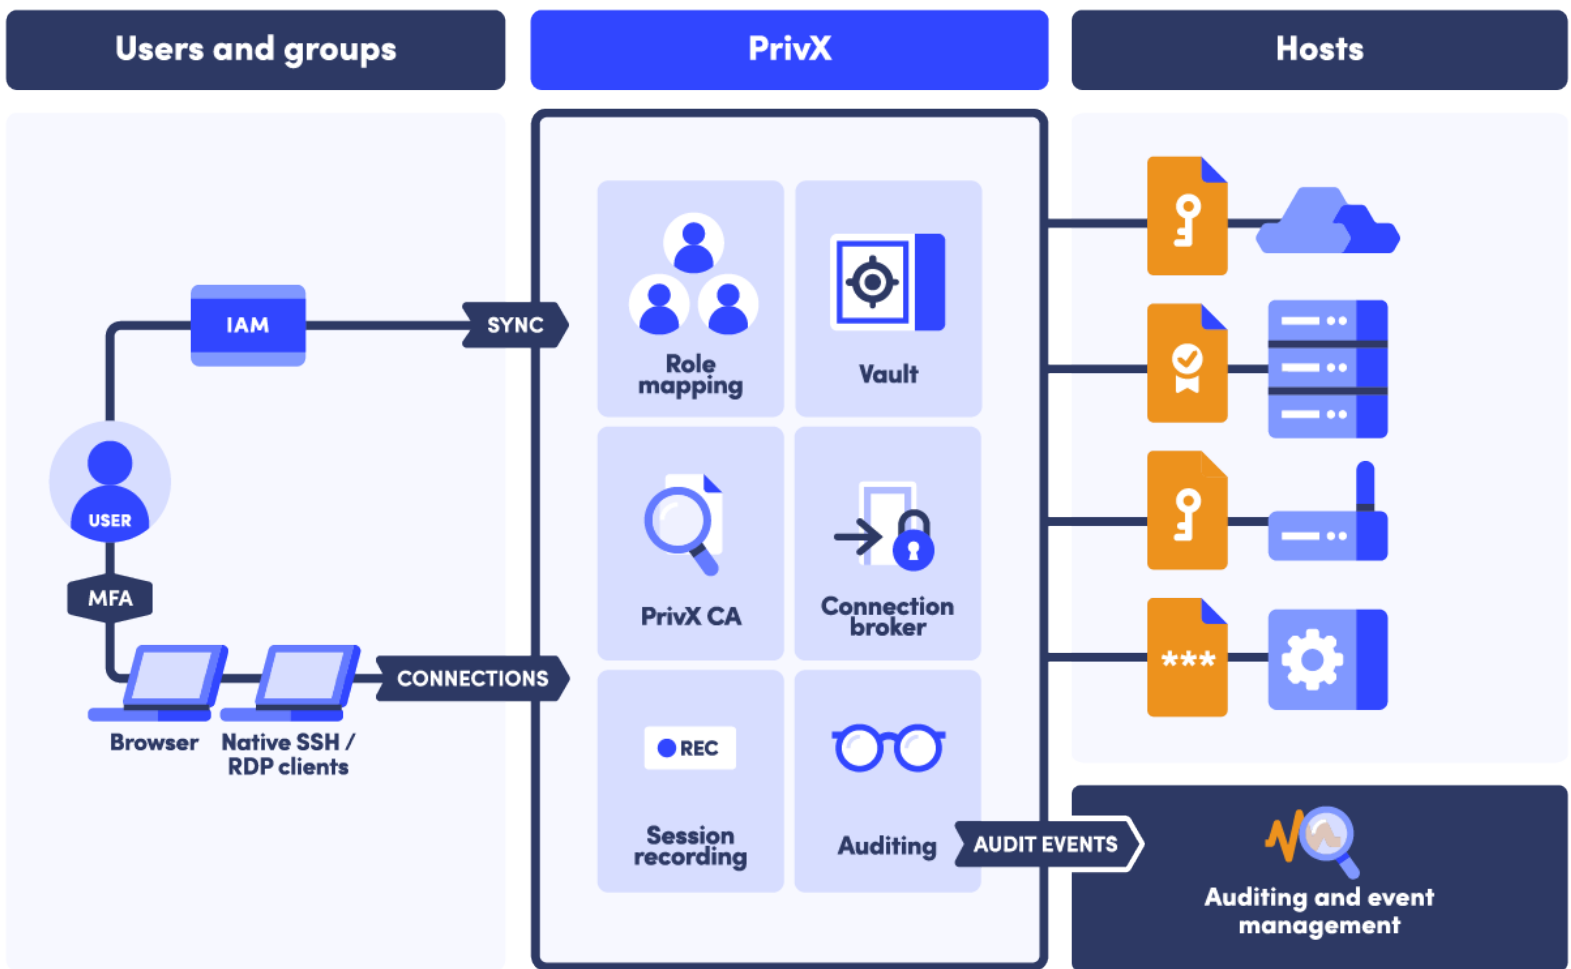 Users and groups
PrivX
Hosts
IAM
SYNC
USER
MFA
CONNECTIONS
Browser
Native SSH /
RDP clients
Role
mapping
Vault
PrivX CA
Connection
broker
REC
Session
recording
Auditing
AUDIT EVENTS
***
Auditing and event
management